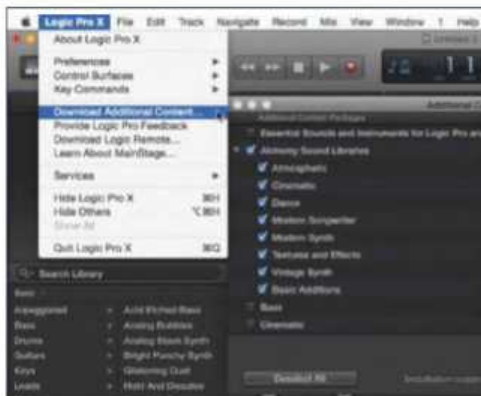 Logic Pro X File Edit Track Navigate Record Mix View Window 1 Help
About Logic Pro X
Preferences
Control Surfaces
Key Commands
Download Additional Content...
Provide Logic Pro Feedback
Download Logic Remote...
Learn About MainStage...
Services
Hide Logic Pro X ⌘H
Hide Others ⌥⌘H
Show All
Quit Logic Pro X ⌘Q
Additional Content Packages
Essential Sounds and Instruments for Logic Pro
Alchemy Sound Libraries
Atmospheric
Cinematic
Dance
Modern Songwriter
Modern Synth
Textures and Effects
Vintage Synth
Basic Additions
Bass
Cinematic
Deselect All
Search Library
Arpeggiated
Bass
Drums
Guitars
Keys
Leads
Acid Etched Bass
Analog Bubbles
Bright Punchy Synth
Glistening Dust
Hold And Dissolve